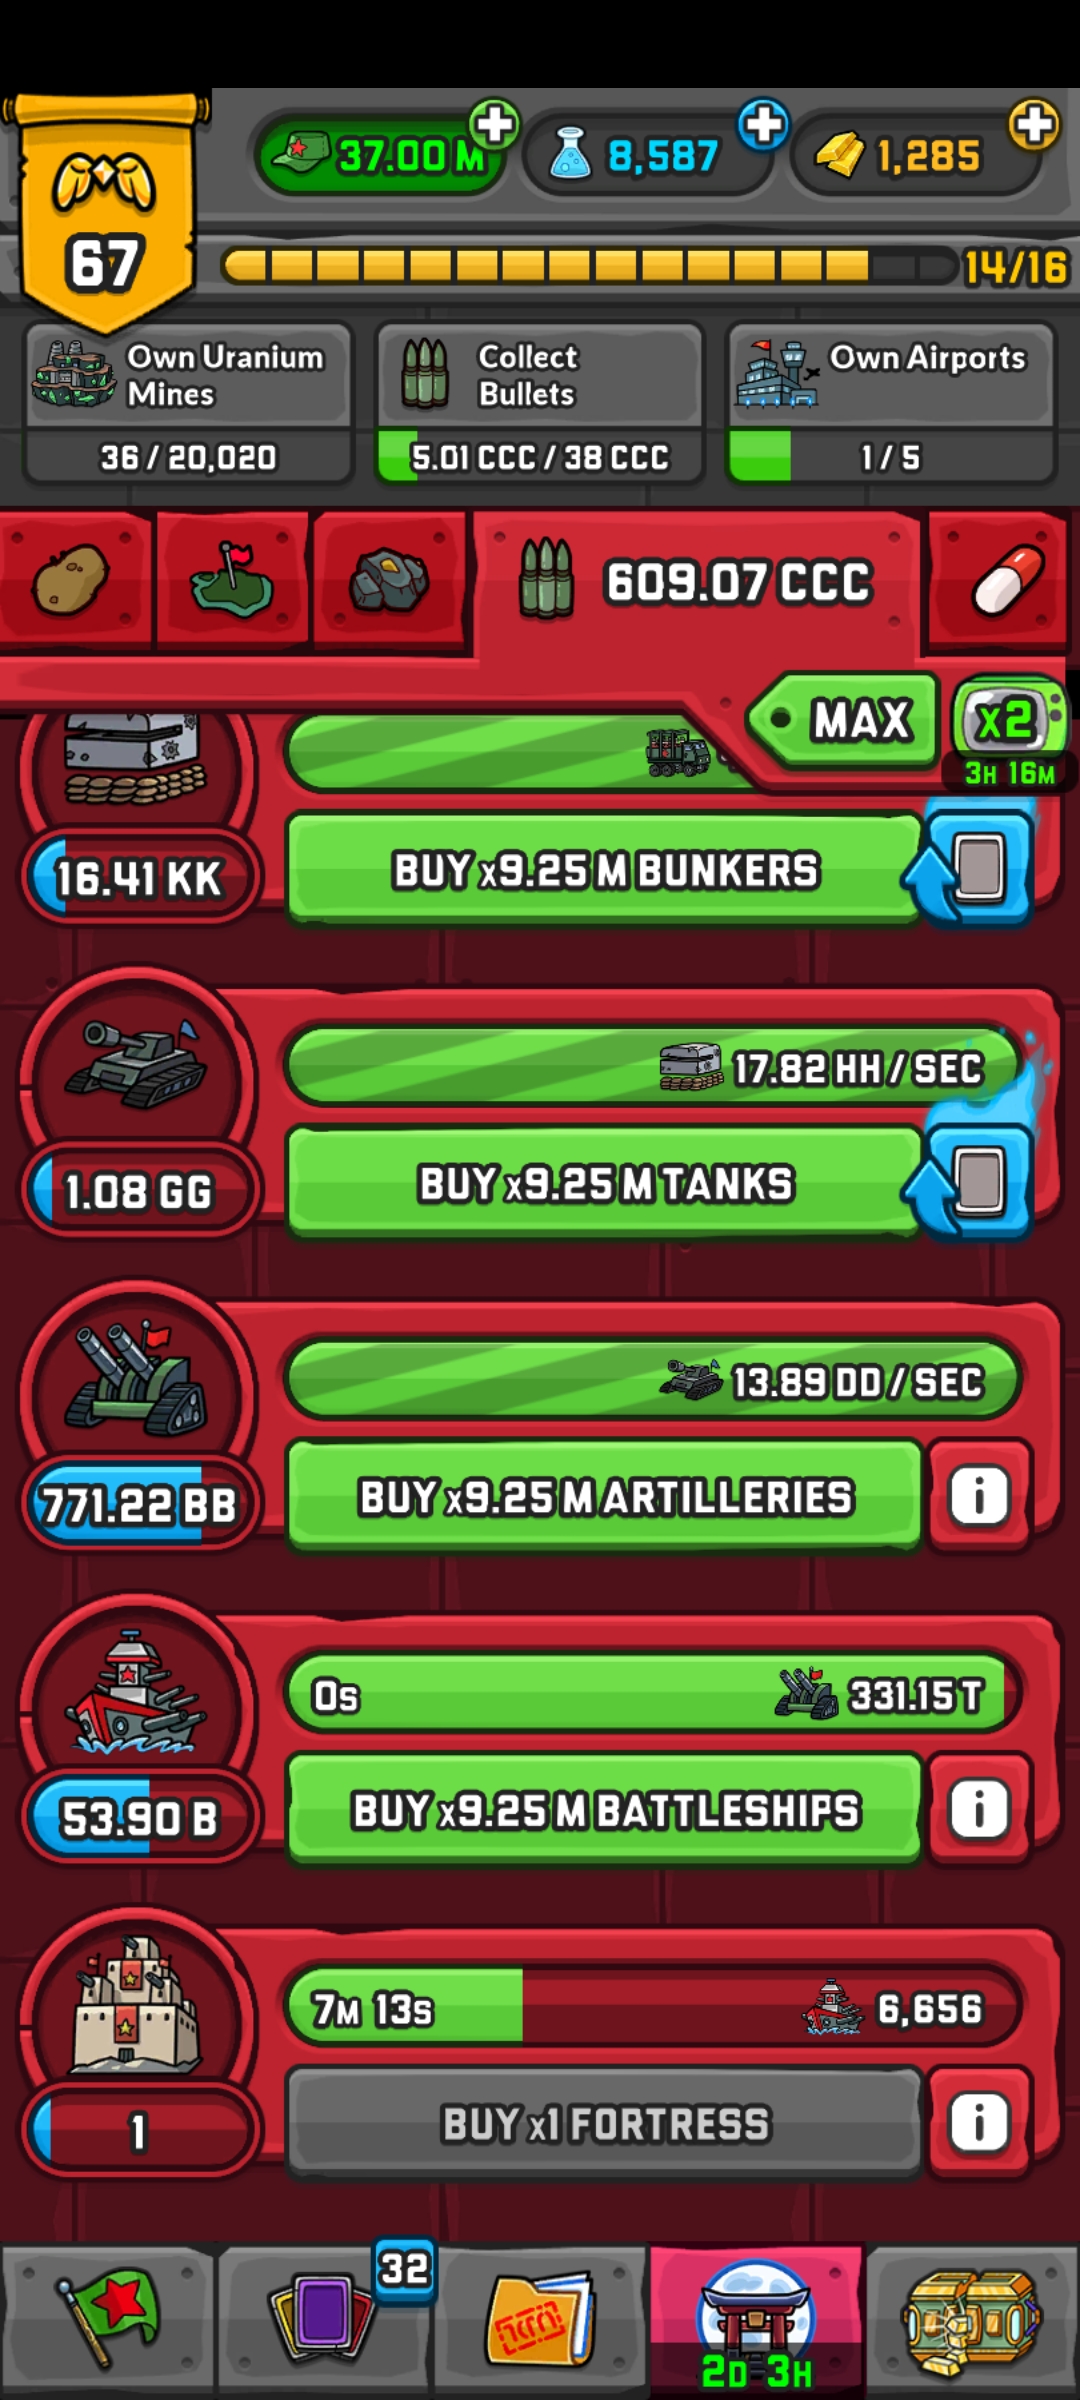 37.00 M
8,587
1,285
67
14/16
Own Uranium
Mines
36 / 20,020
Collect
Bullets
5.01 CCC / 38 CCC
Own Airports
1 / 5
609.07 CCC
MAX
x2
3H 16M
16.41 KK
BUY x9.25 M BUNKERS
17.82 HH / SEC
1.08 GG
BUY x9.25 M TANKS
13.89 DD / SEC
771.22 BB
BUY x9.25 M ARTILLERIES
0s
331.15 T
53.90 B
BUY x9.25 M BATTLESHIPS
7M 13S
6,656
1
BUY x1 FORTRESS
32
2D 3H